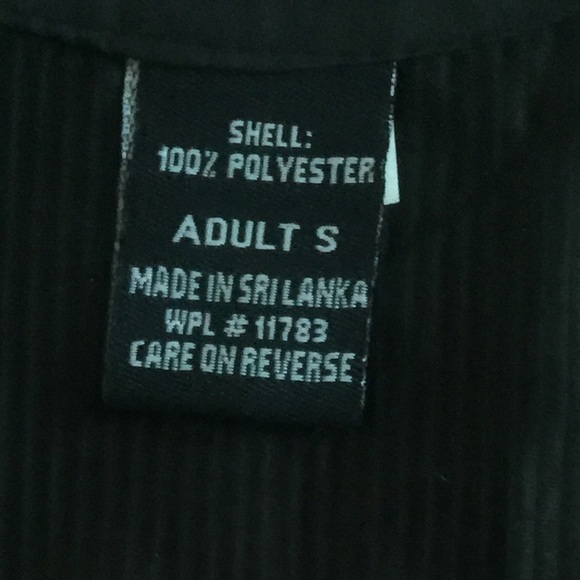 SHELL:
100% POLYESTER
ADULT S
MADE IN SRI LANKA
WPL # 11783
CARE ON REVERSE